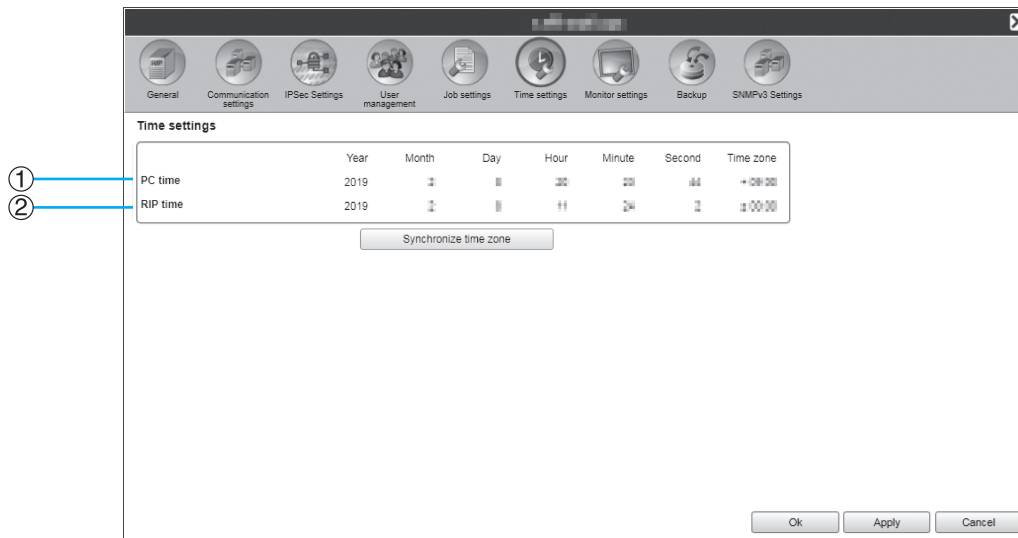 General
Communication settings
IPSec Settings
User management
Job settings
Time settings
Monitor settings
Backup
SNMPv3 Settings
Time settings
Year Month Day Hour Minute Second Time zone
① PC time 2019
② RIP time 2019
Synchronize time zone
Ok Apply Cancel